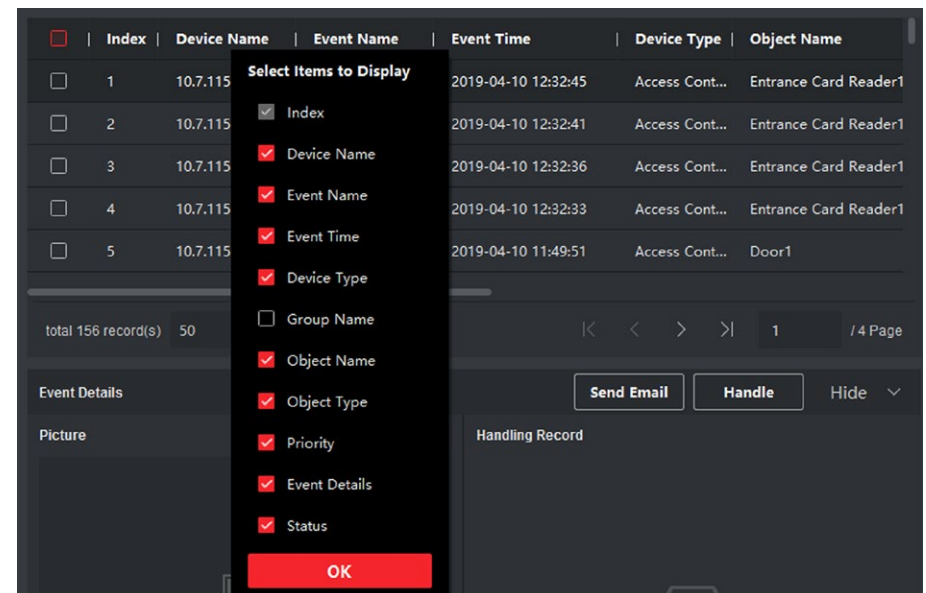 Index | Device Name | Event Name | Event Time | Device Type | Object Name
1 10.7.115 2019-04-10 12:32:45 Access Cont... Entrance Card Reader1
2 10.7.115 2019-04-10 12:32:41 Access Cont... Entrance Card Reader1
3 10.7.115 2019-04-10 12:32:36 Access Cont... Entrance Card Reader1
4 10.7.115 2019-04-10 12:32:33 Access Cont... Entrance Card Reader1
5 10.7.115 2019-04-10 11:49:51 Access Cont... Door1
Select Items to Display
Index
Device Name
Event Name
Event Time
Device Type
Group Name
Object Name
Object Type
Priority
Event Details
Status
OK
total 156 record(s) 50 1 / 4 Page
Event Details Send Email Handle Hide
Picture Handling Record